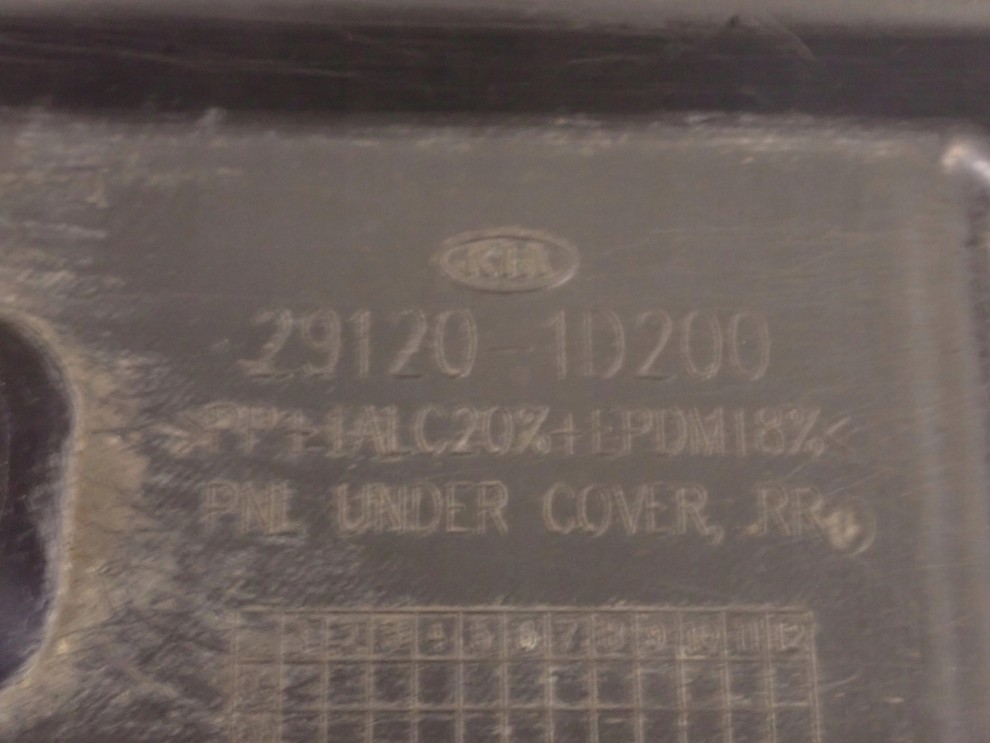 KIA
29120-1D200
>PP+TALC20%+EPDM18%<
PNL UNDER COVER, RR
1 2 3 4 5 6 7 8 9 10 11 12